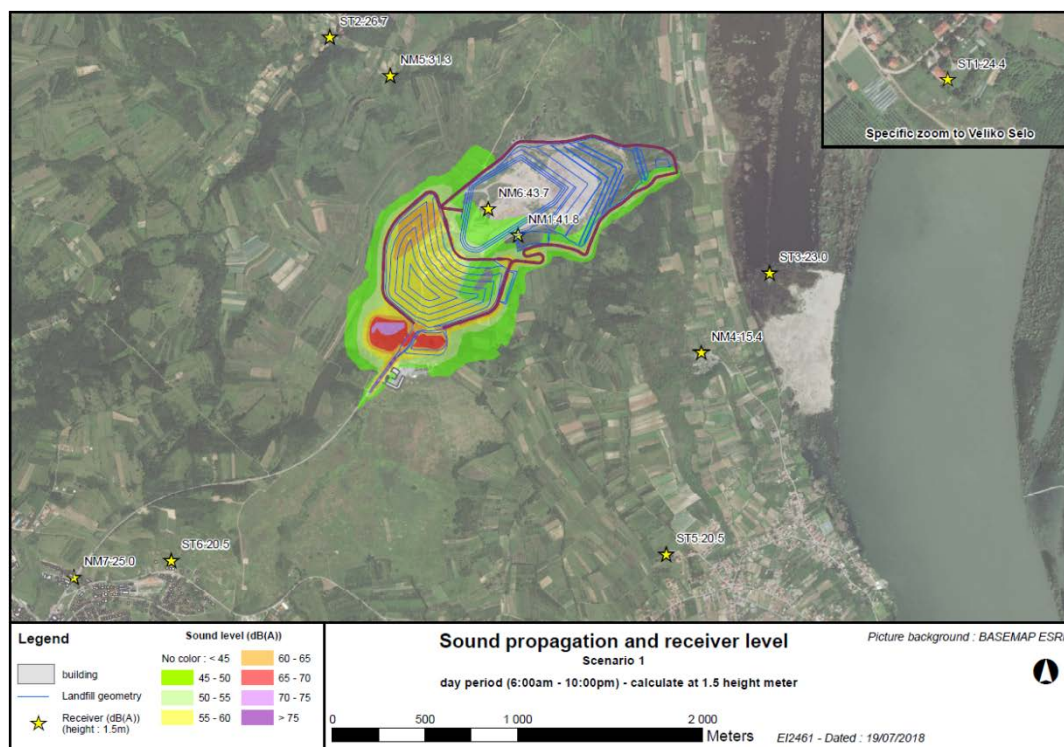 ST2:26.7
NM5:31.3
ST1:24.4
Specific zoom to Veliko Selo
NM6:43.7
NM1:41.8
ST3:23.0
NM4:15.4
ST6:20.5
ST5:20.5
NM7:25.0
Legend
building
Landfill geometry
Receiver (dB(A))
(height : 1.5m)
Sound level (dB(A))
No color : < 45
45 - 50
50 - 55
55 - 60
60 - 65
65 - 70
70 - 75
> 75
Sound propagation and receiver level
Scenario 1
day period (6:00am - 10:00pm) - calculate at 1.5 height meter
Picture background : BASEMAP ESRI
0 500 1 000 2 000
Meters
EI2461 - Dated : 19/07/2018